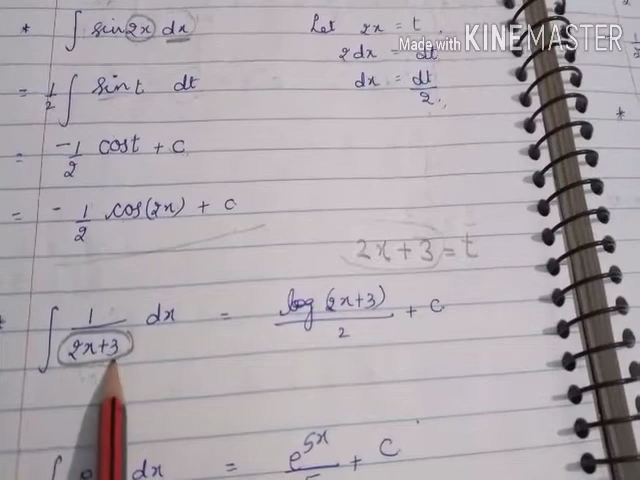 * ∫ sin 2x dx Let 2x = t
2dx = dt
Made with KINEMASTER
= 1/2 ∫ sin t dt dx = dt/2
= -1/2 cos t + c
= - 1/2 cos(2x) + c
2x + 3 = t
* ∫ 1/(2x+3) dx = log(2x+3)/2 + c
∫ dx = e^5x/5 + C